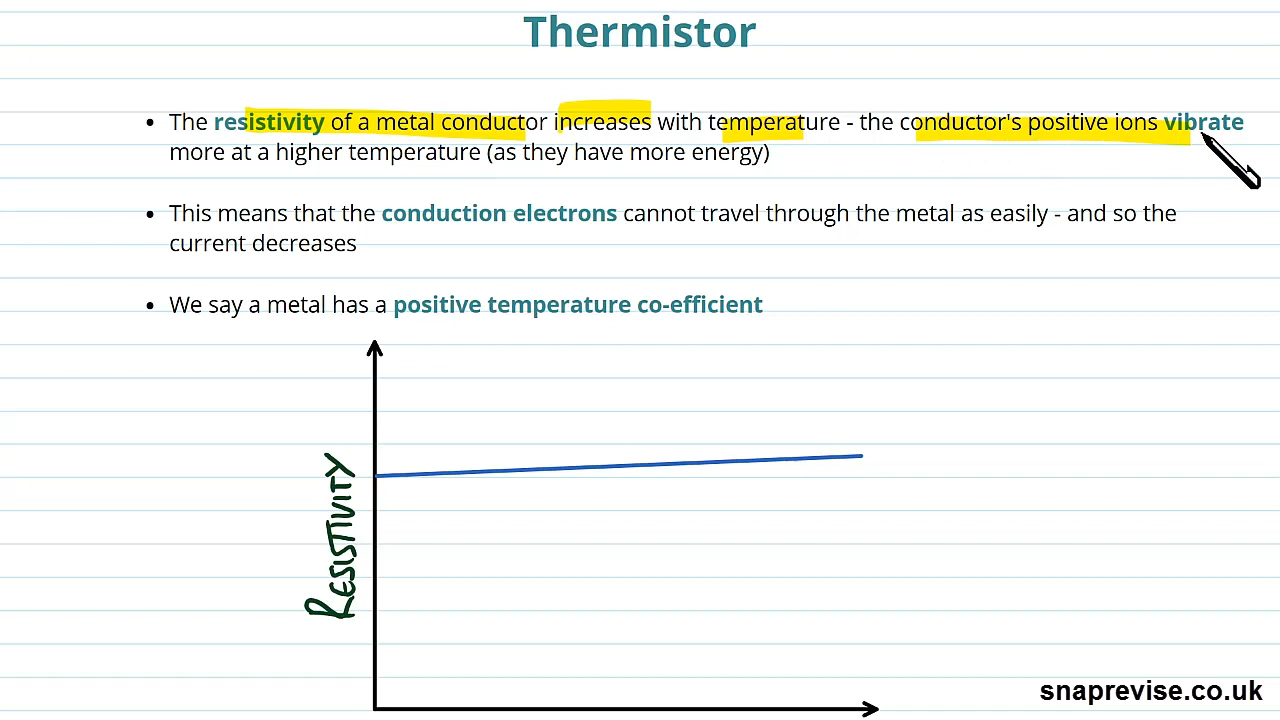 Thermistor
• The resistivity of a metal conductor increases with temperature - the conductor's positive ions vibrate
more at a higher temperature (as they have more energy)
• This means that the conduction electrons cannot travel through the metal as easily - and so the
current decreases
• We say a metal has a positive temperature co-efficient
RESISTIVITY
snaprevise.co.uk